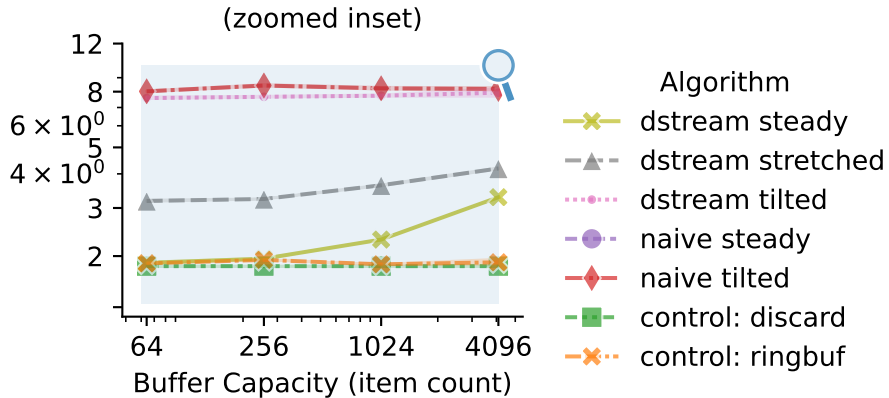 (zoomed inset)
12
8
6 × 10⁰
5
4 × 10⁰
3
2
64 256 1024 4096
Buffer Capacity (item count)
Algorithm
dstream steady
dstream stretched
dstream tilted
naive steady
naive tilted
control: discard
control: ringbuf